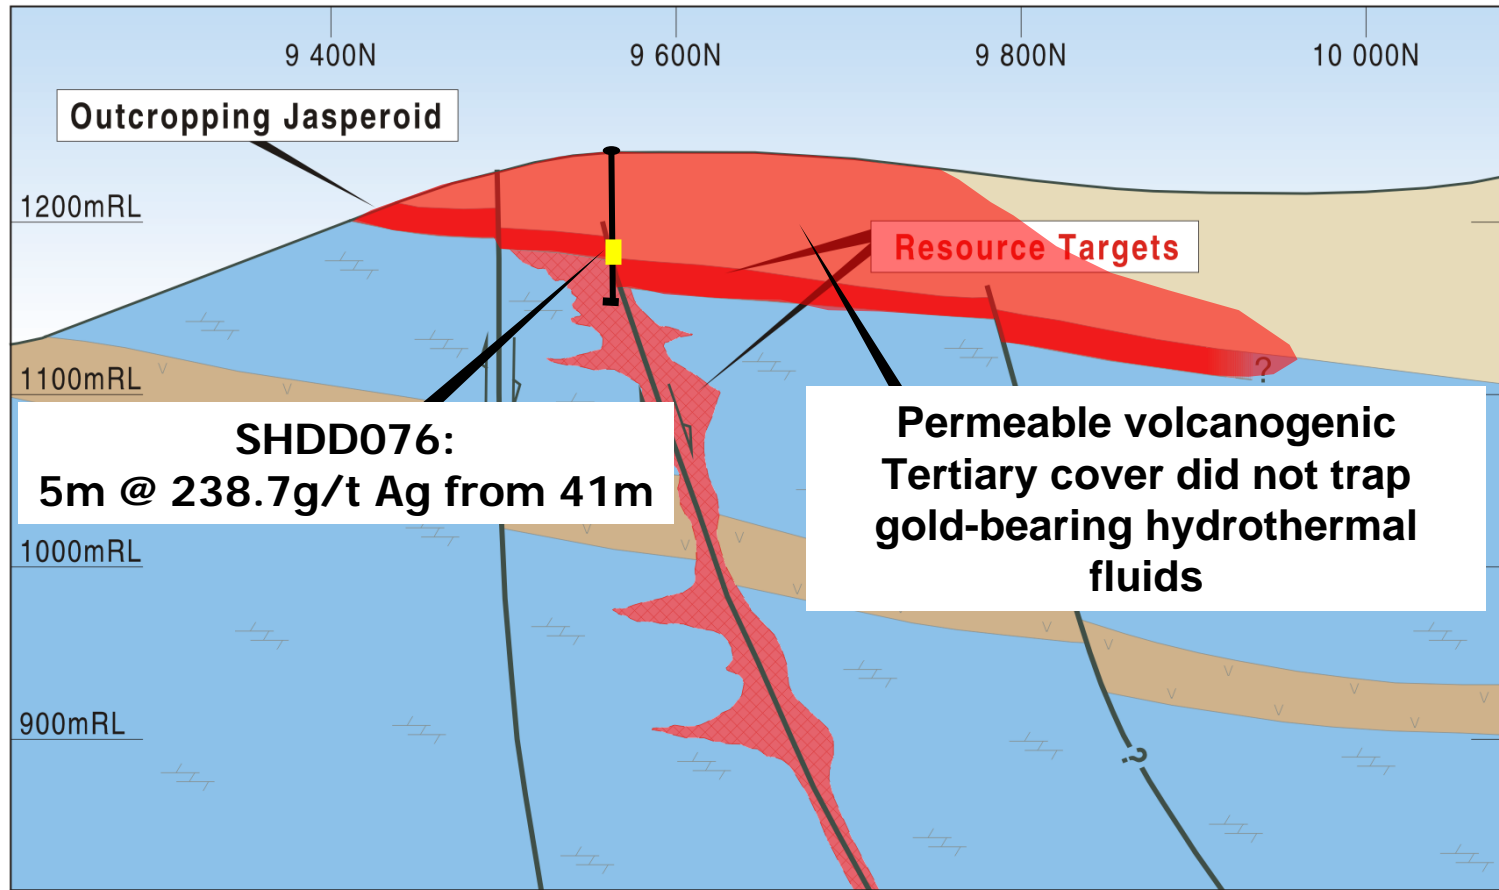 9 400N
9 600N
9 800N
10 000N
Outcropping Jasperoid
1200mRL
Resource Targets
?
1100mRL
SHDD076:
5m @ 238.7g/t Ag from 41m
Permeable volcanogenic
Tertiary cover did not trap
gold-bearing hydrothermal
fluids
1000mRL
900mRL
?